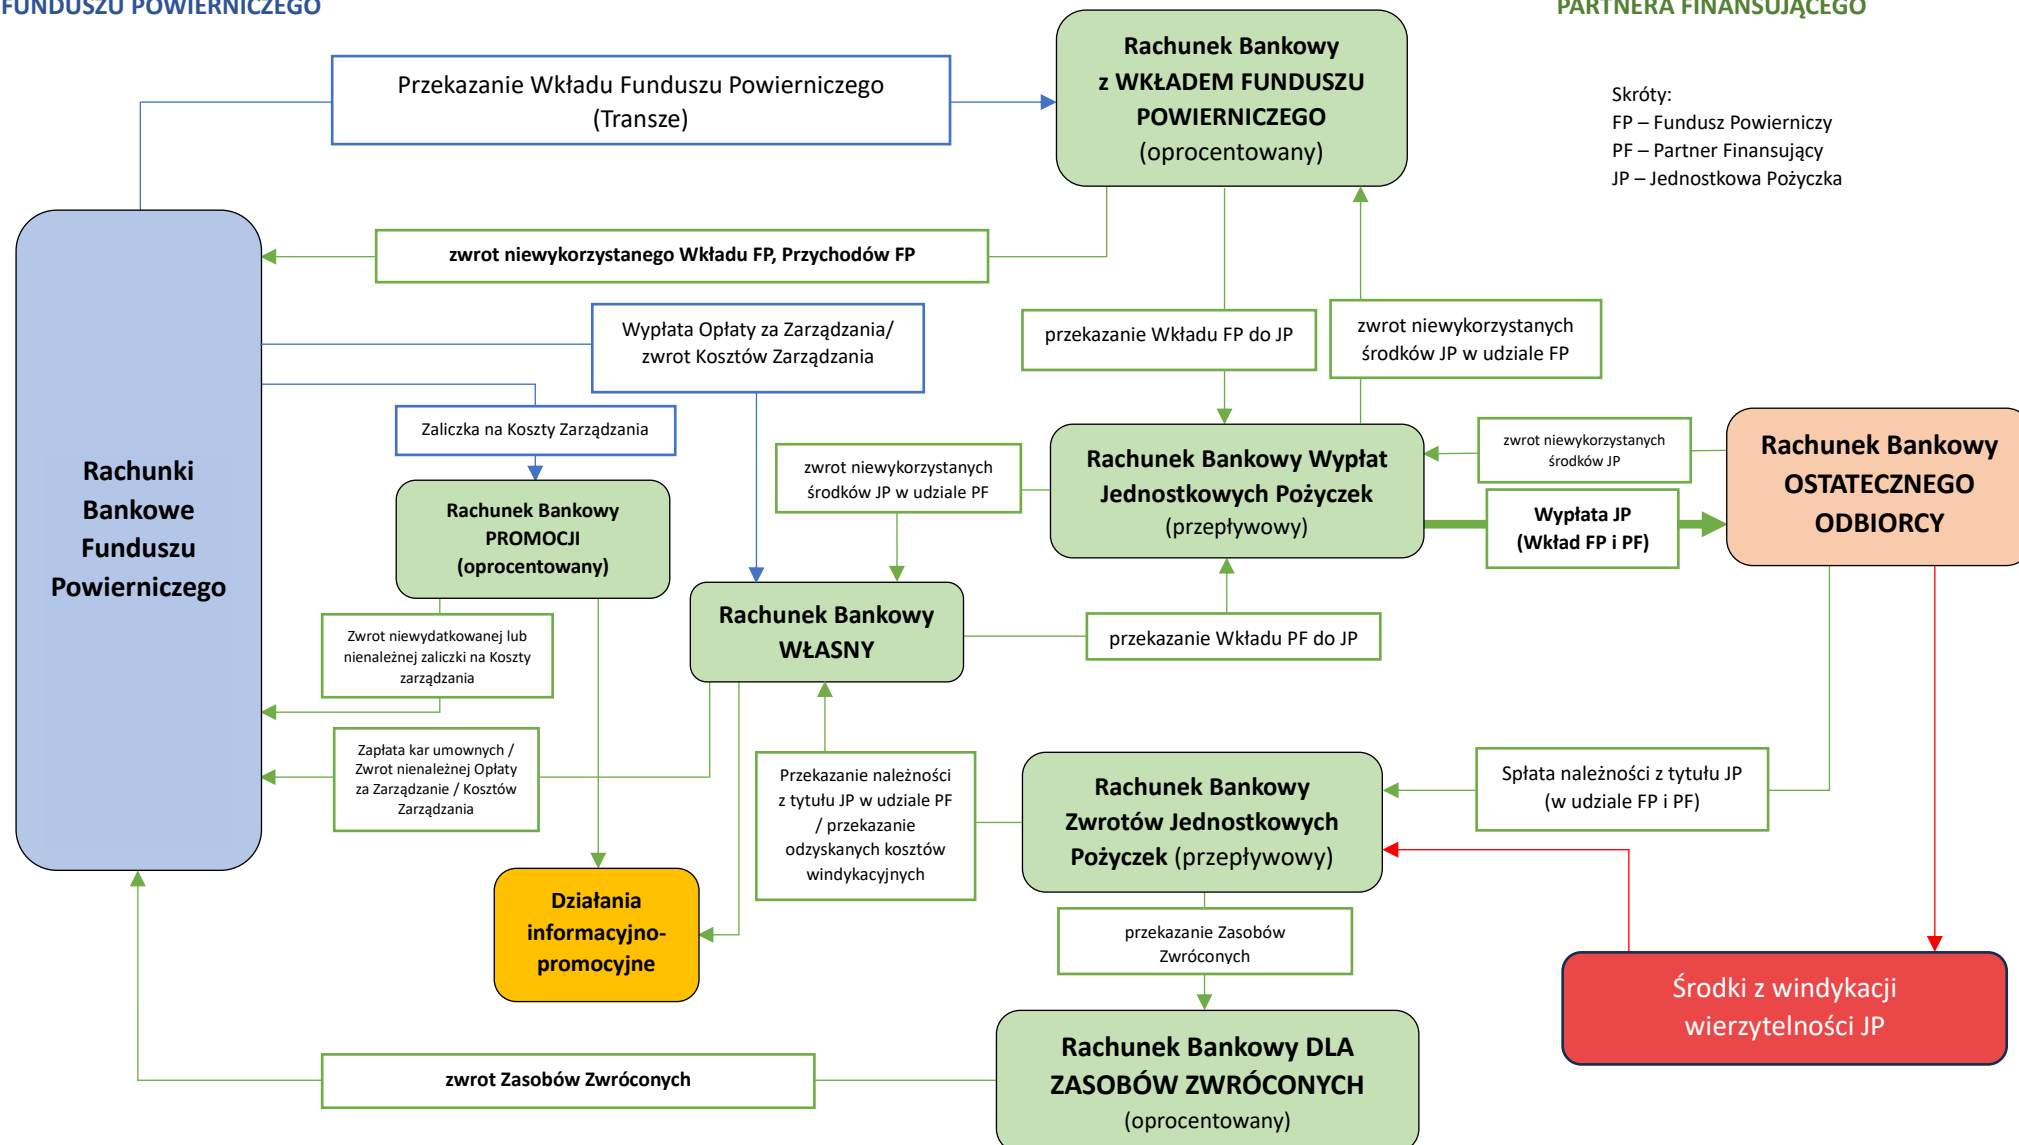 FUNDUSZU POWIERNICZEGO
PARTNERA FINANSUJĄCEGO
Przekazanie Wkładu Funduszu Powierniczego
(Transze)
Rachunek Bankowy
z WKŁADEM FUNDUSZU
POWIERNICZEGO
(oprocentowany)
Skróty:
FP – Fundusz Powierniczy
PF – Partner Finansujący
JP – Jednostkowa Pożyczka
zwrot niewykorzystanego Wkładu FP, Przychodów FP
Wypłata Opłaty za Zarządzania/
zwrot Kosztów Zarządzania
przekazanie Wkładu FP do JP
zwrot niewykorzystanych
środków JP w udziale FP
Zaliczka na Koszty Zarządzania
Rachunki
Bankowe
Funduszu
Powierniczego
zwrot niewykorzystanych
środków JP w udziale PF
Rachunek Bankowy Wypłat
Jednostkowych Pożyczek
(przepływowy)
zwrot niewykorzystanych
środków JP
Wypłata JP
(Wkład FP i PF)
Rachunek Bankowy
OSTATECZNEGO
ODBIORCY
Rachunek Bankowy
PROMOCJI
(oprocentowany)
Rachunek Bankowy
WŁASNY
przekazanie Wkładu PF do JP
Zwrot niewydatkowanej lub
nienależnej zaliczki na Koszty
zarządzania
Zapłata kar umownych /
Zwrot nienależnej Opłaty
za Zarządzanie / Kosztów
Zarządzania
Przekazanie należności
z tytułu JP w udziale PF
/ przekazanie
odzyskanych kosztów
windykacyjnych
Rachunek Bankowy
Zwrotów Jednostkowych
Pożyczek (przepływowy)
Spłata należności z tytułu JP
(w udziale FP i PF)
Działania
informacyjno-
promocyjne
przekazanie Zasobów
Zwróconych
Środki z windykacji
wierzytelności JP
zwrot Zasobów Zwróconych
Rachunek Bankowy DLA
ZASOBÓW ZWRÓCONYCH
(oprocentowany)